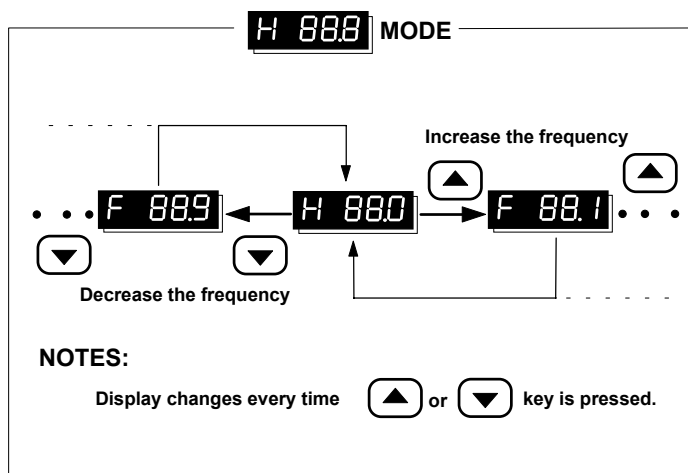 H 88.8 MODE
Increase the frequency
F 88.9 H 88.0 F 88.1
Decrease the frequency
NOTES:
Display changes every time or key is pressed.